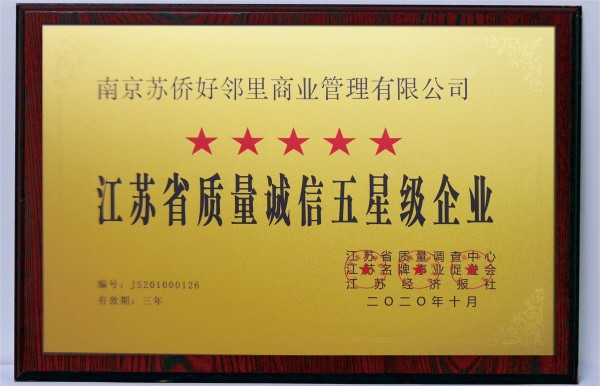 南京苏侨好邻里商业管理有限公司
江苏省质量诚信五星级企业
江苏省质量调查中心
江苏名牌事业促进会
江苏经济报社
二〇二〇年十月
编号：JS201000126
有效期：三年